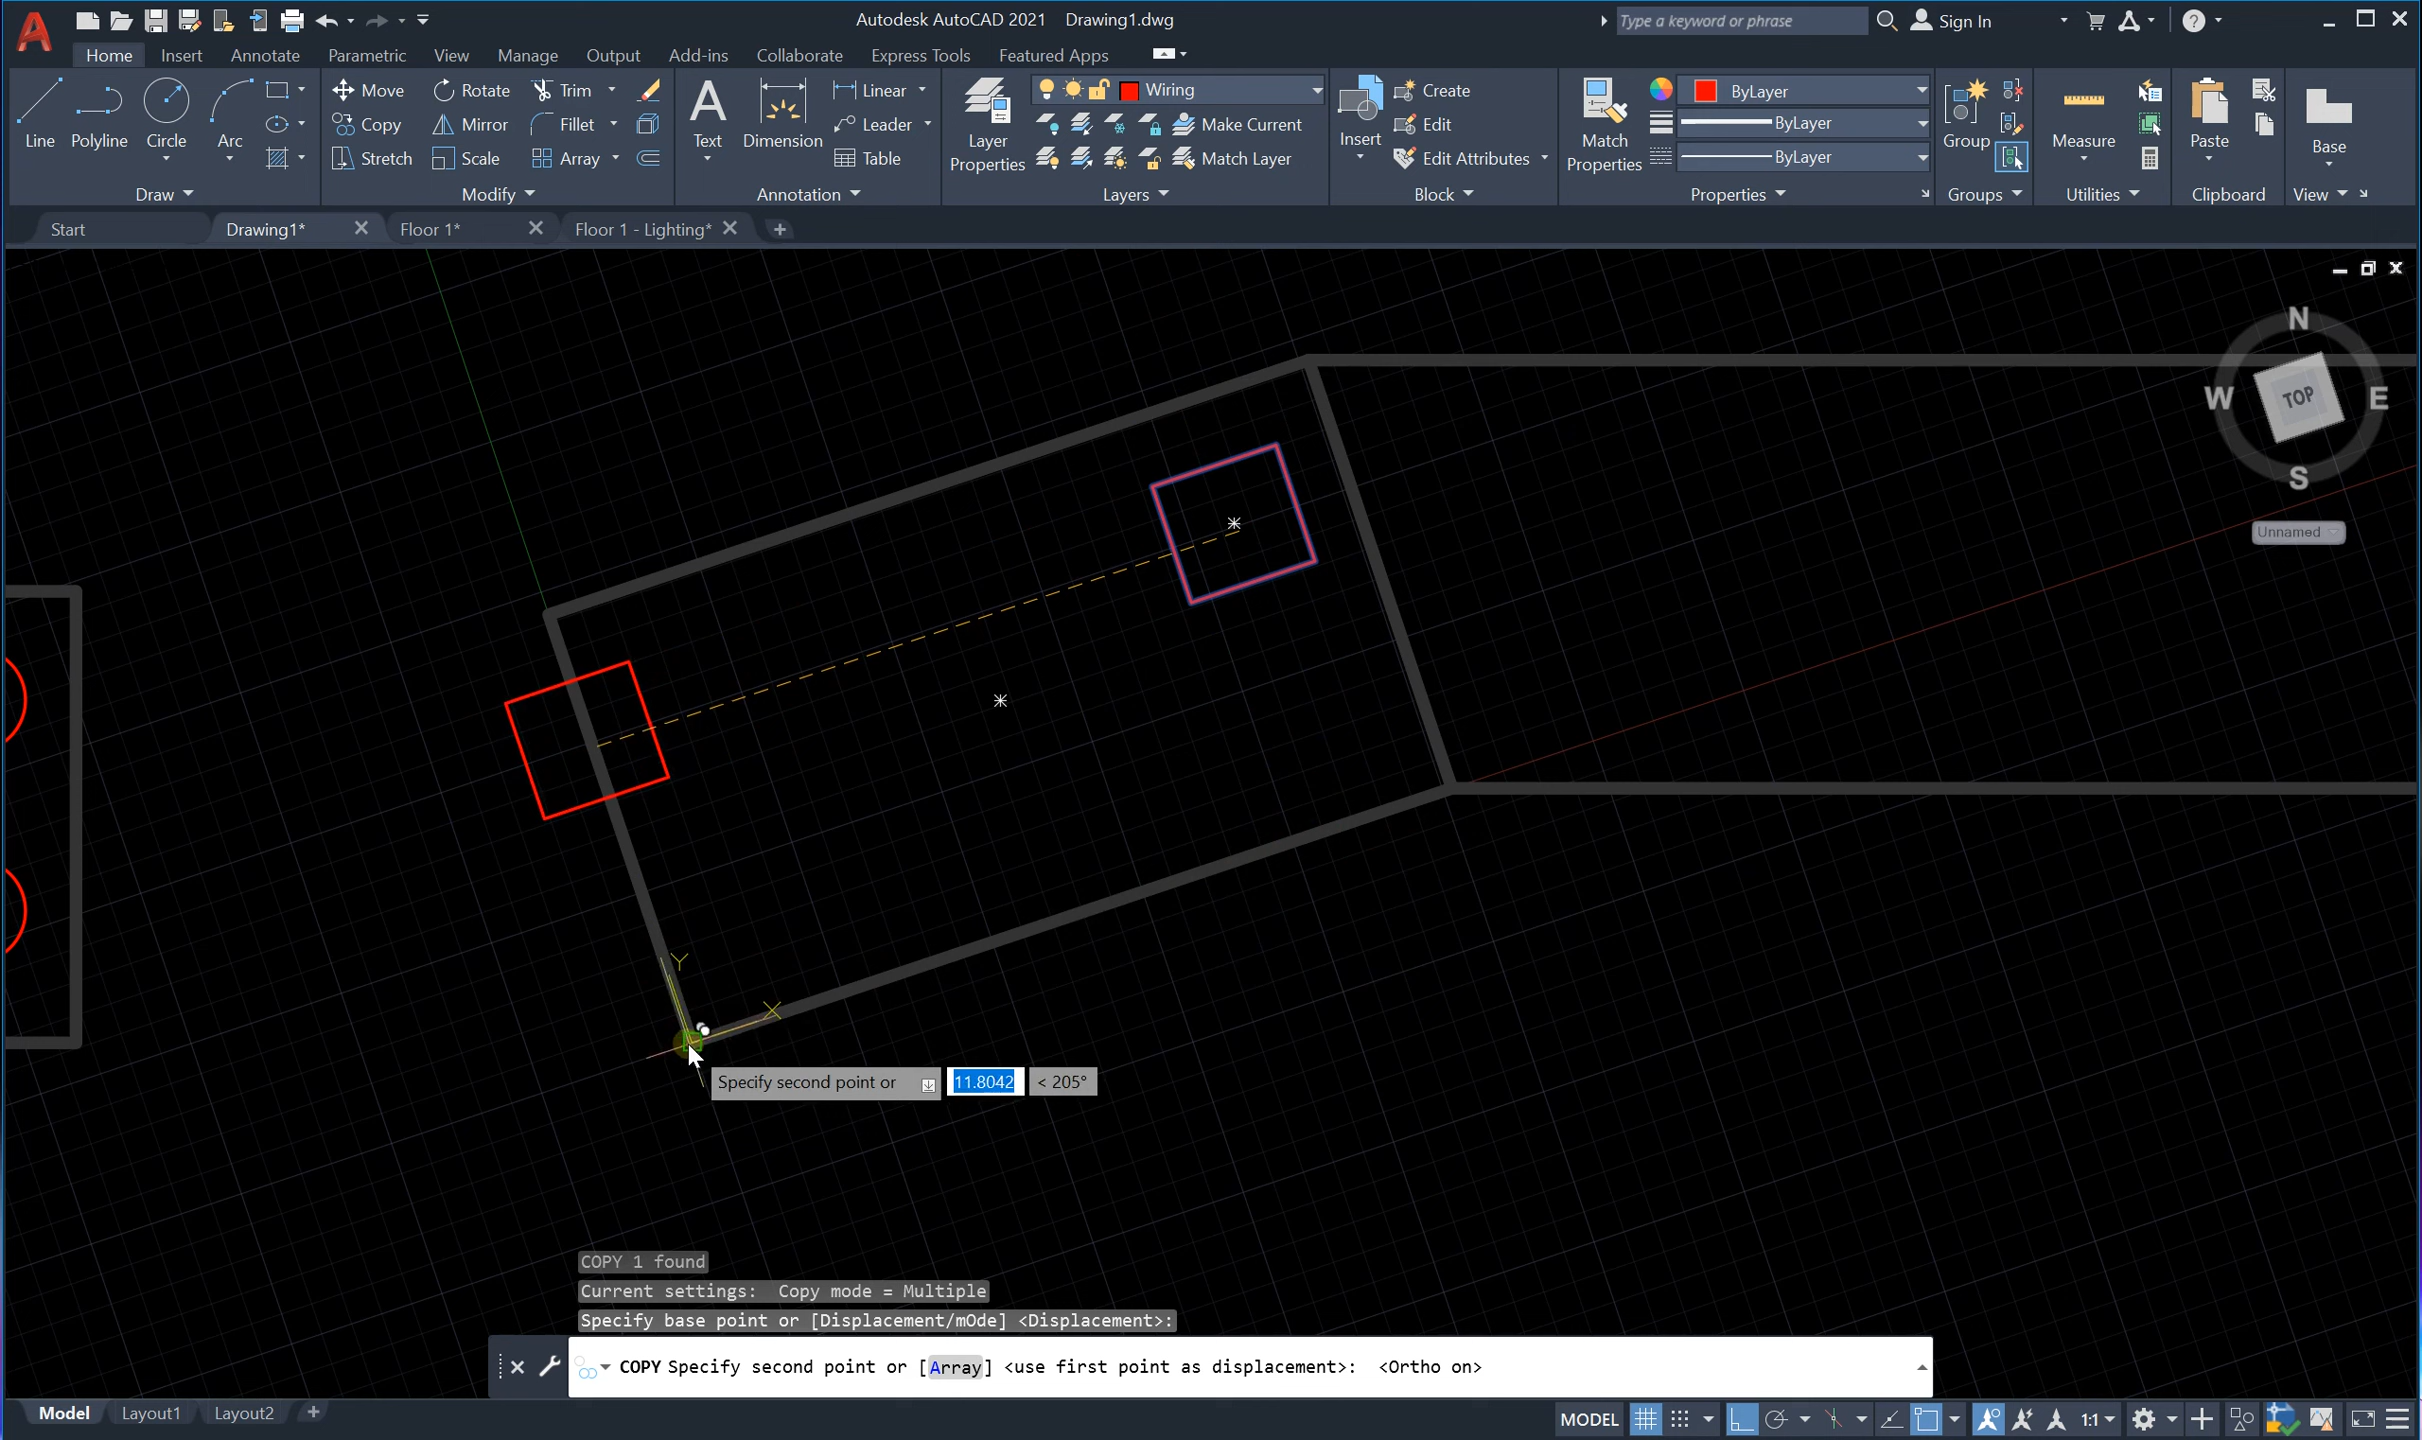 Autodesk AutoCAD 2021 Drawing1.dwg
Type a keyword or phrase
Sign In
Home Insert Annotate Parametric View Manage Output Add-ins Collaborate Express Tools Featured Apps
Line Polyline Circle Arc
Draw
Move Rotate Trim
Copy Mirror Fillet
Stretch Scale Array
Modify
Text Dimension
Linear
Leader
Table
Annotation
Layer Properties
Wiring
Make Current
Match Layer
Layers
Insert
Create
Edit
Edit Attributes
Block
Match Properties
ByLayer
ByLayer
ByLayer
Properties
Group
Groups
Measure
Utilities
Paste
Clipboard
Base
View
Start Drawing1* Floor 1* Floor 1 - Lighting*
N
W TOP E
S
Unnamed
Y
X
Specify second point or 11.8042 < 205°
COPY 1 found
Current settings: Copy mode = Multiple
Specify base point or [Displacement/mOde] <Displacement>:
COPY Specify second point or [Array] <use first point as displacement>: <Ortho on>
Model Layout1 Layout2
MODEL 1:1